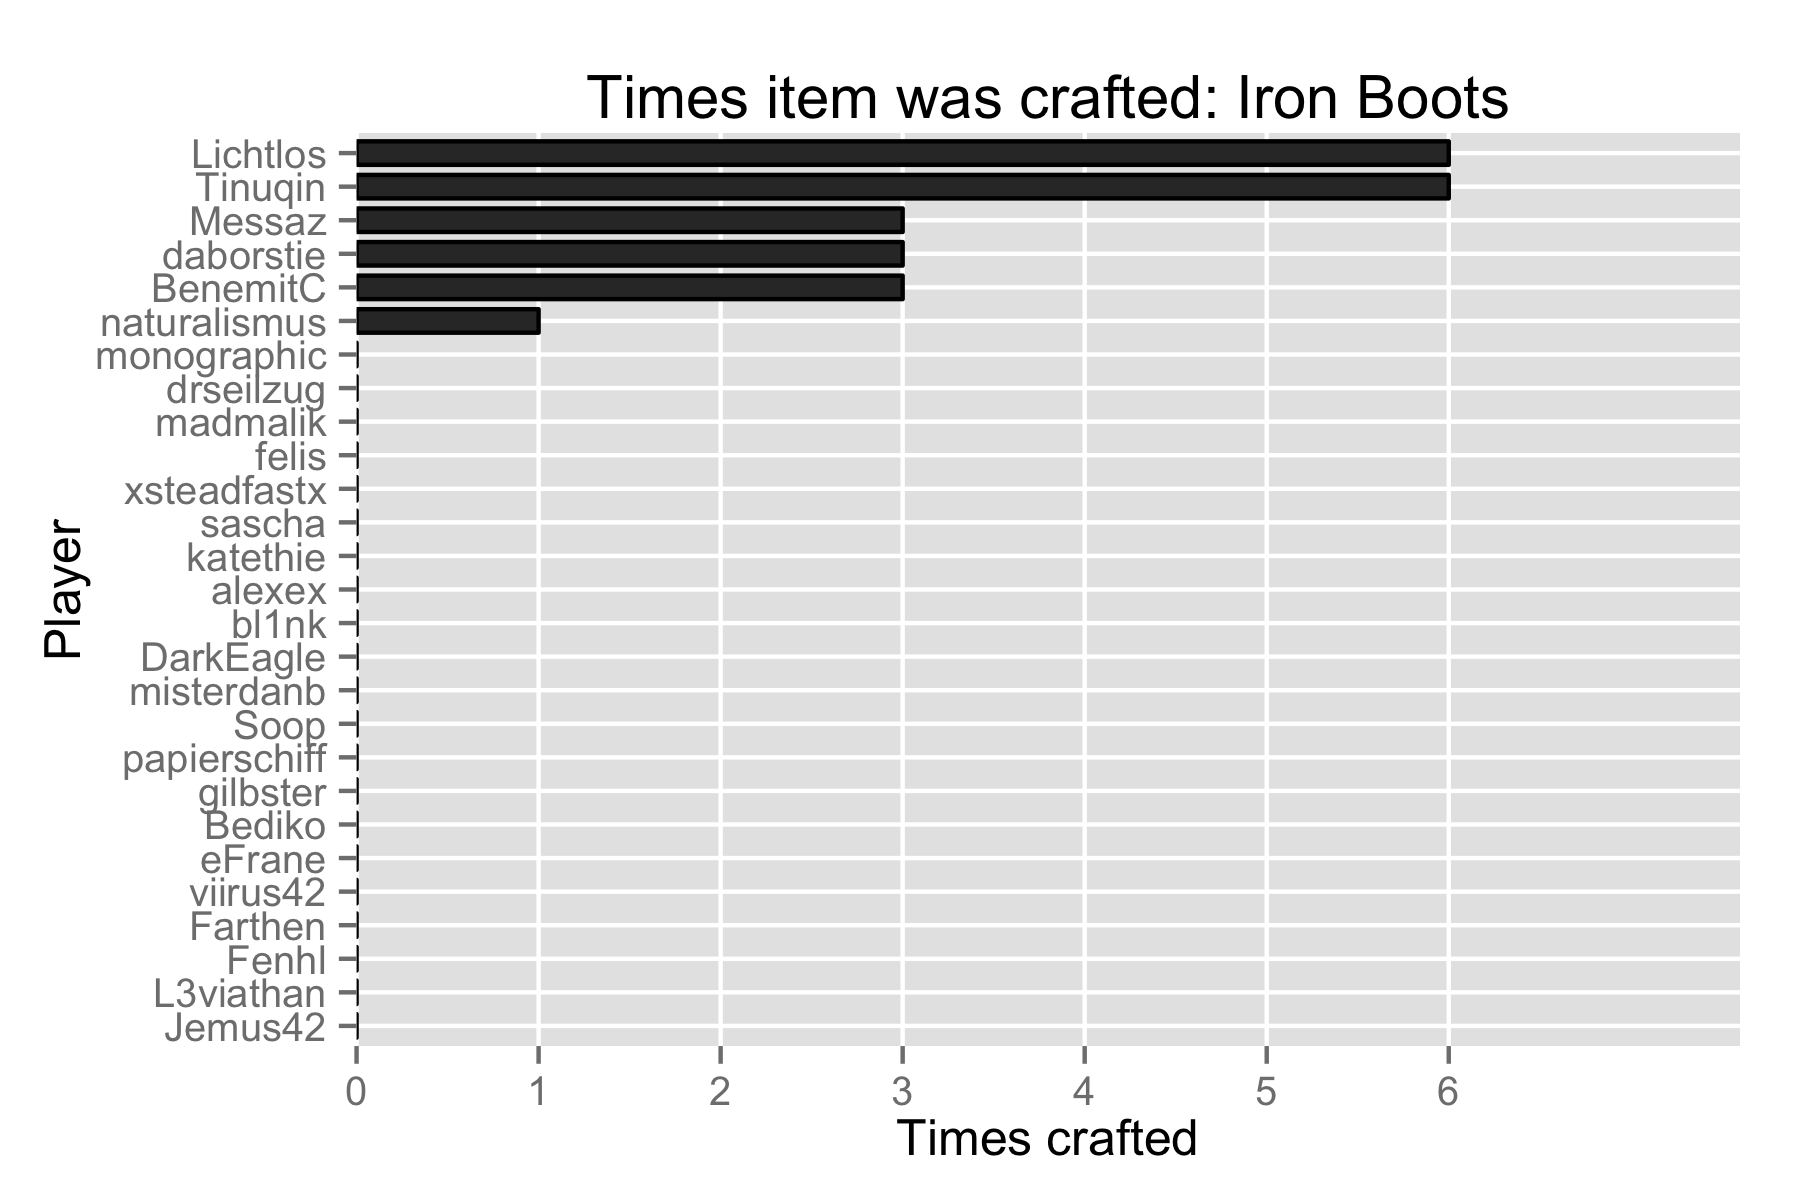 Times item was crafted: Iron Boots
Lichtlos
Tinuqin
Messaz
daborstie
BenemitC
naturalismus
monographic
drseilzug
madmalik
felis
xsteadfastx
sascha
katethie
alexex
bl1nk
DarkEagle
misterdanb
Soop
papierschiff
gilbster
Bediko
eFrane
viirus42
Farthen
Fenhl
L3viathan
Jemus42
Player
0 1 2 3 4 5 6
Times crafted